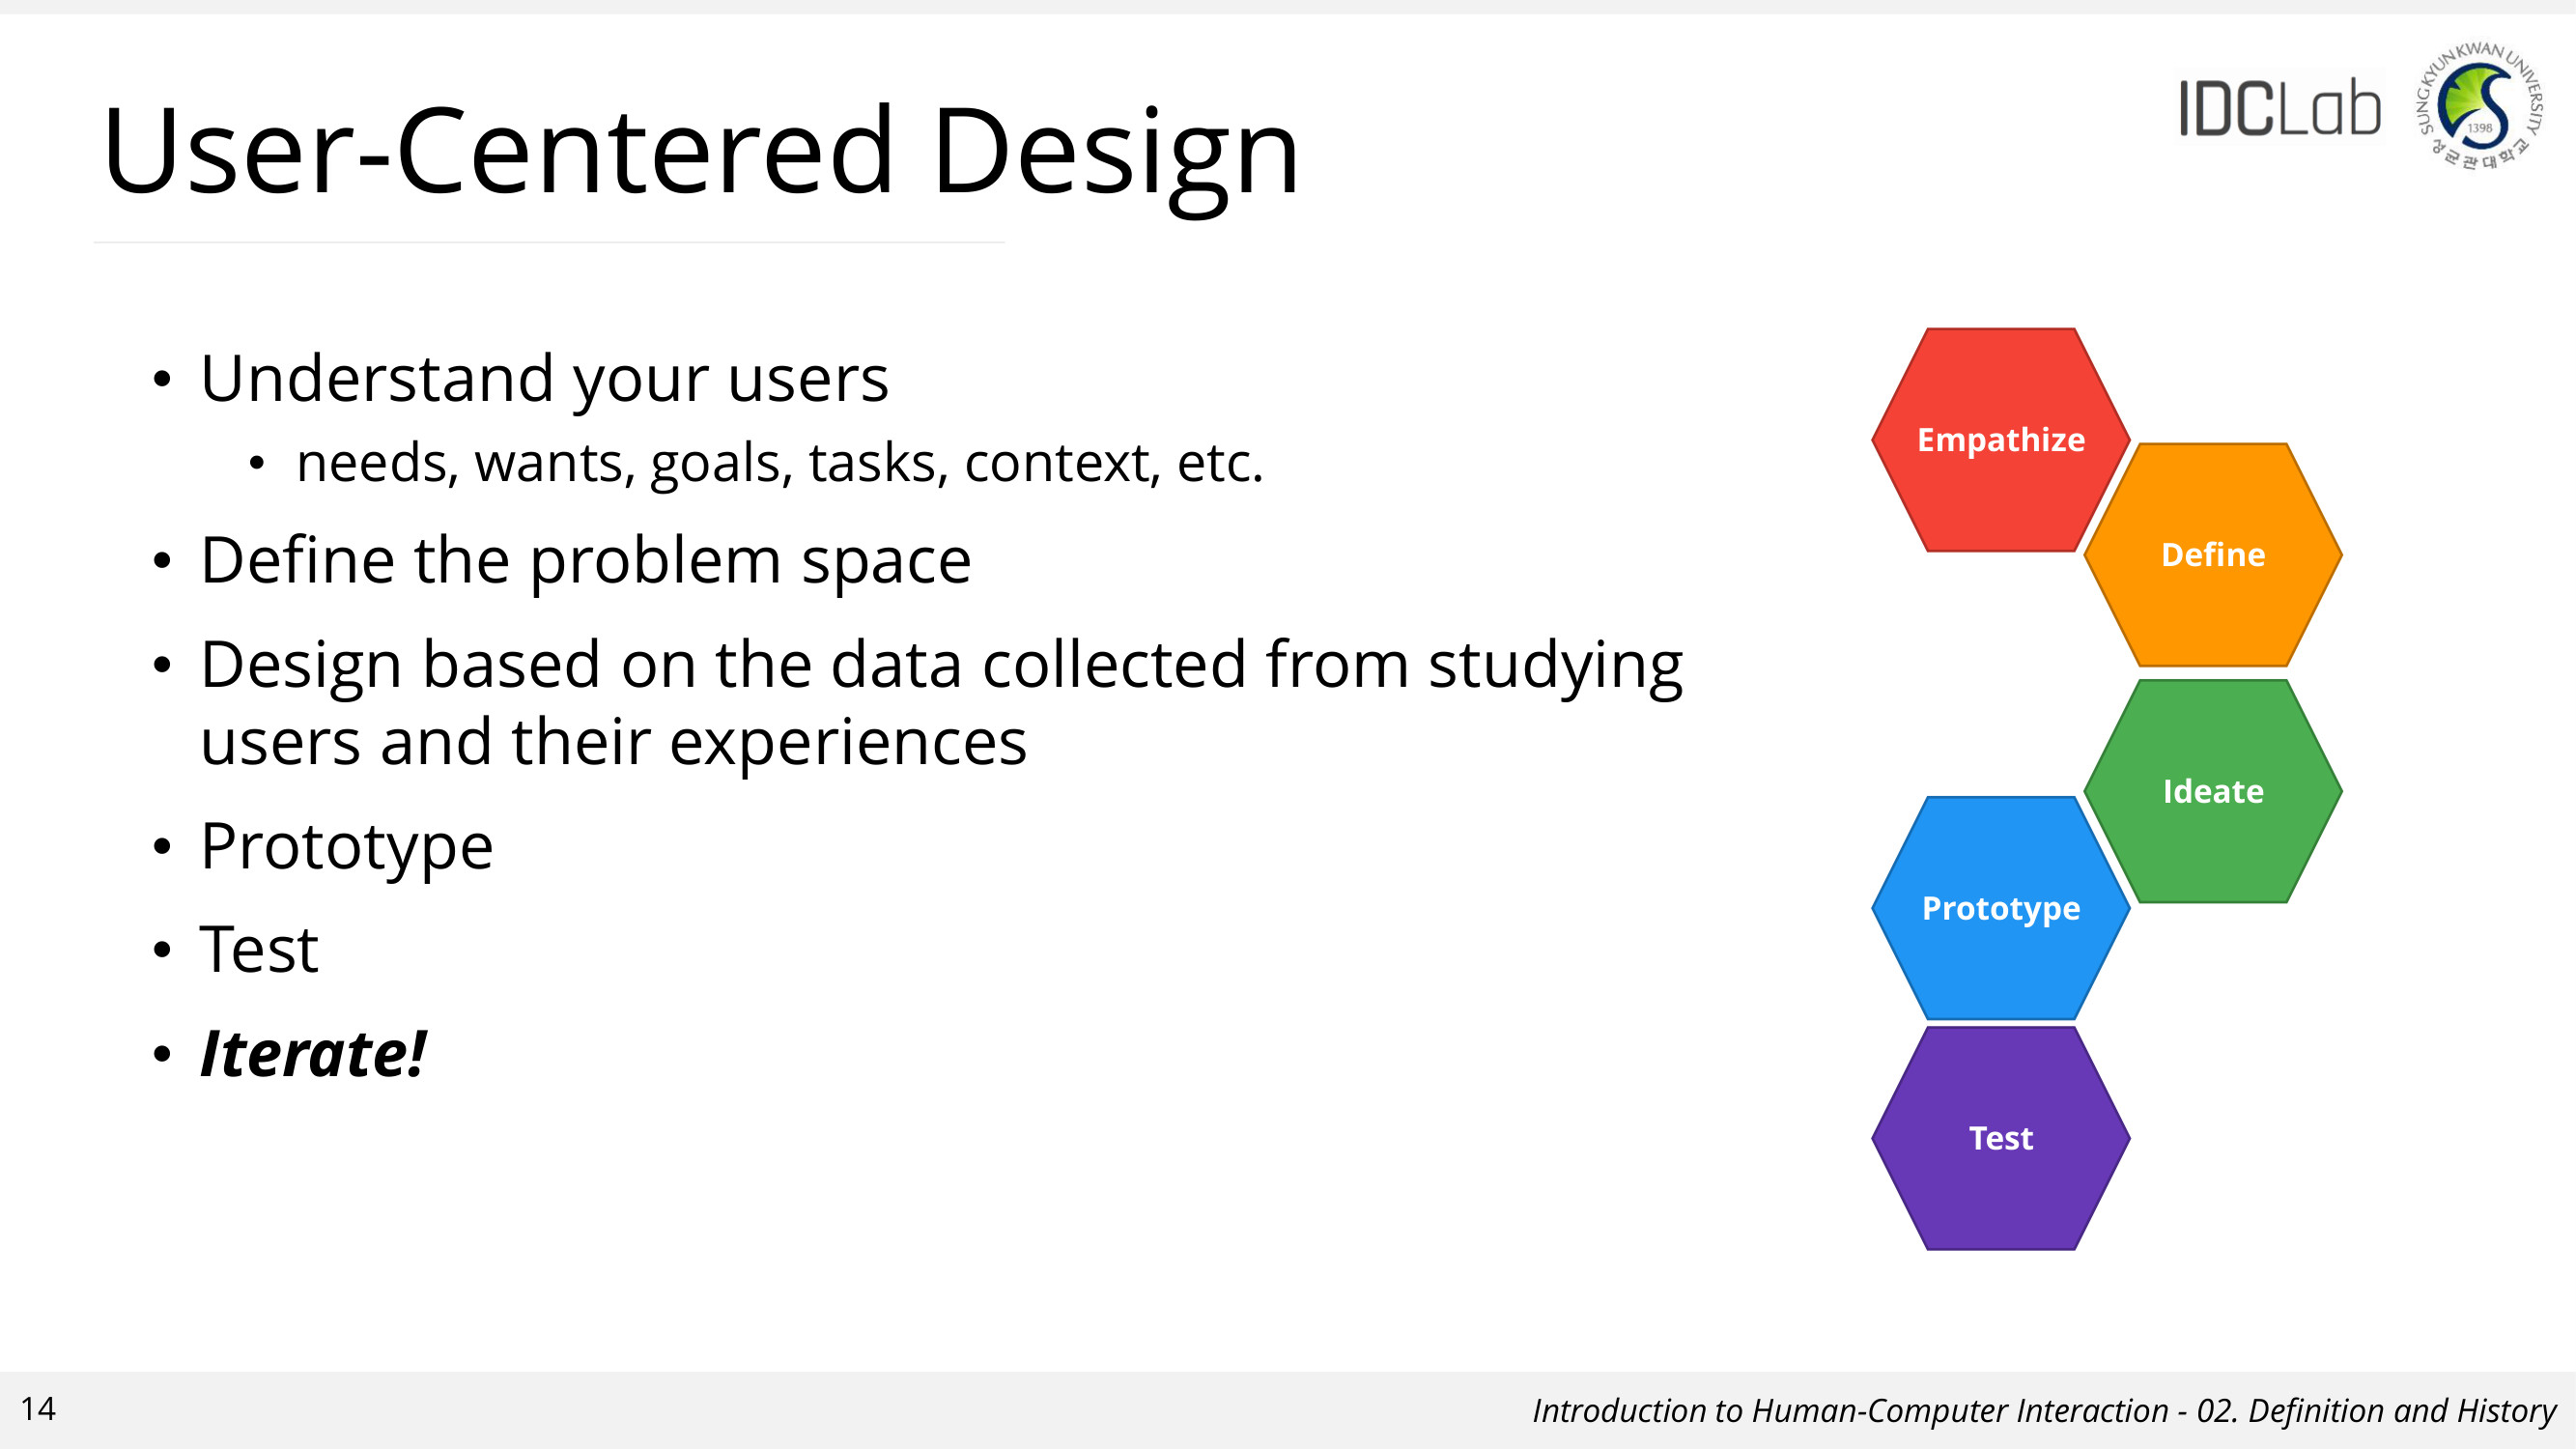 User-Centered Design
IDCLab
SUNGKYUNKWAN UNIVERSITY
1398
성균관대학교
• Understand your users
• needs, wants, goals, tasks, context, etc.
• Define the problem space
• Design based on the data collected from studying
users and their experiences
• Prototype
• Test
• Iterate!
Empathize
Define
Ideate
Prototype
Test
14
Introduction to Human-Computer Interaction - 02. Definition and History